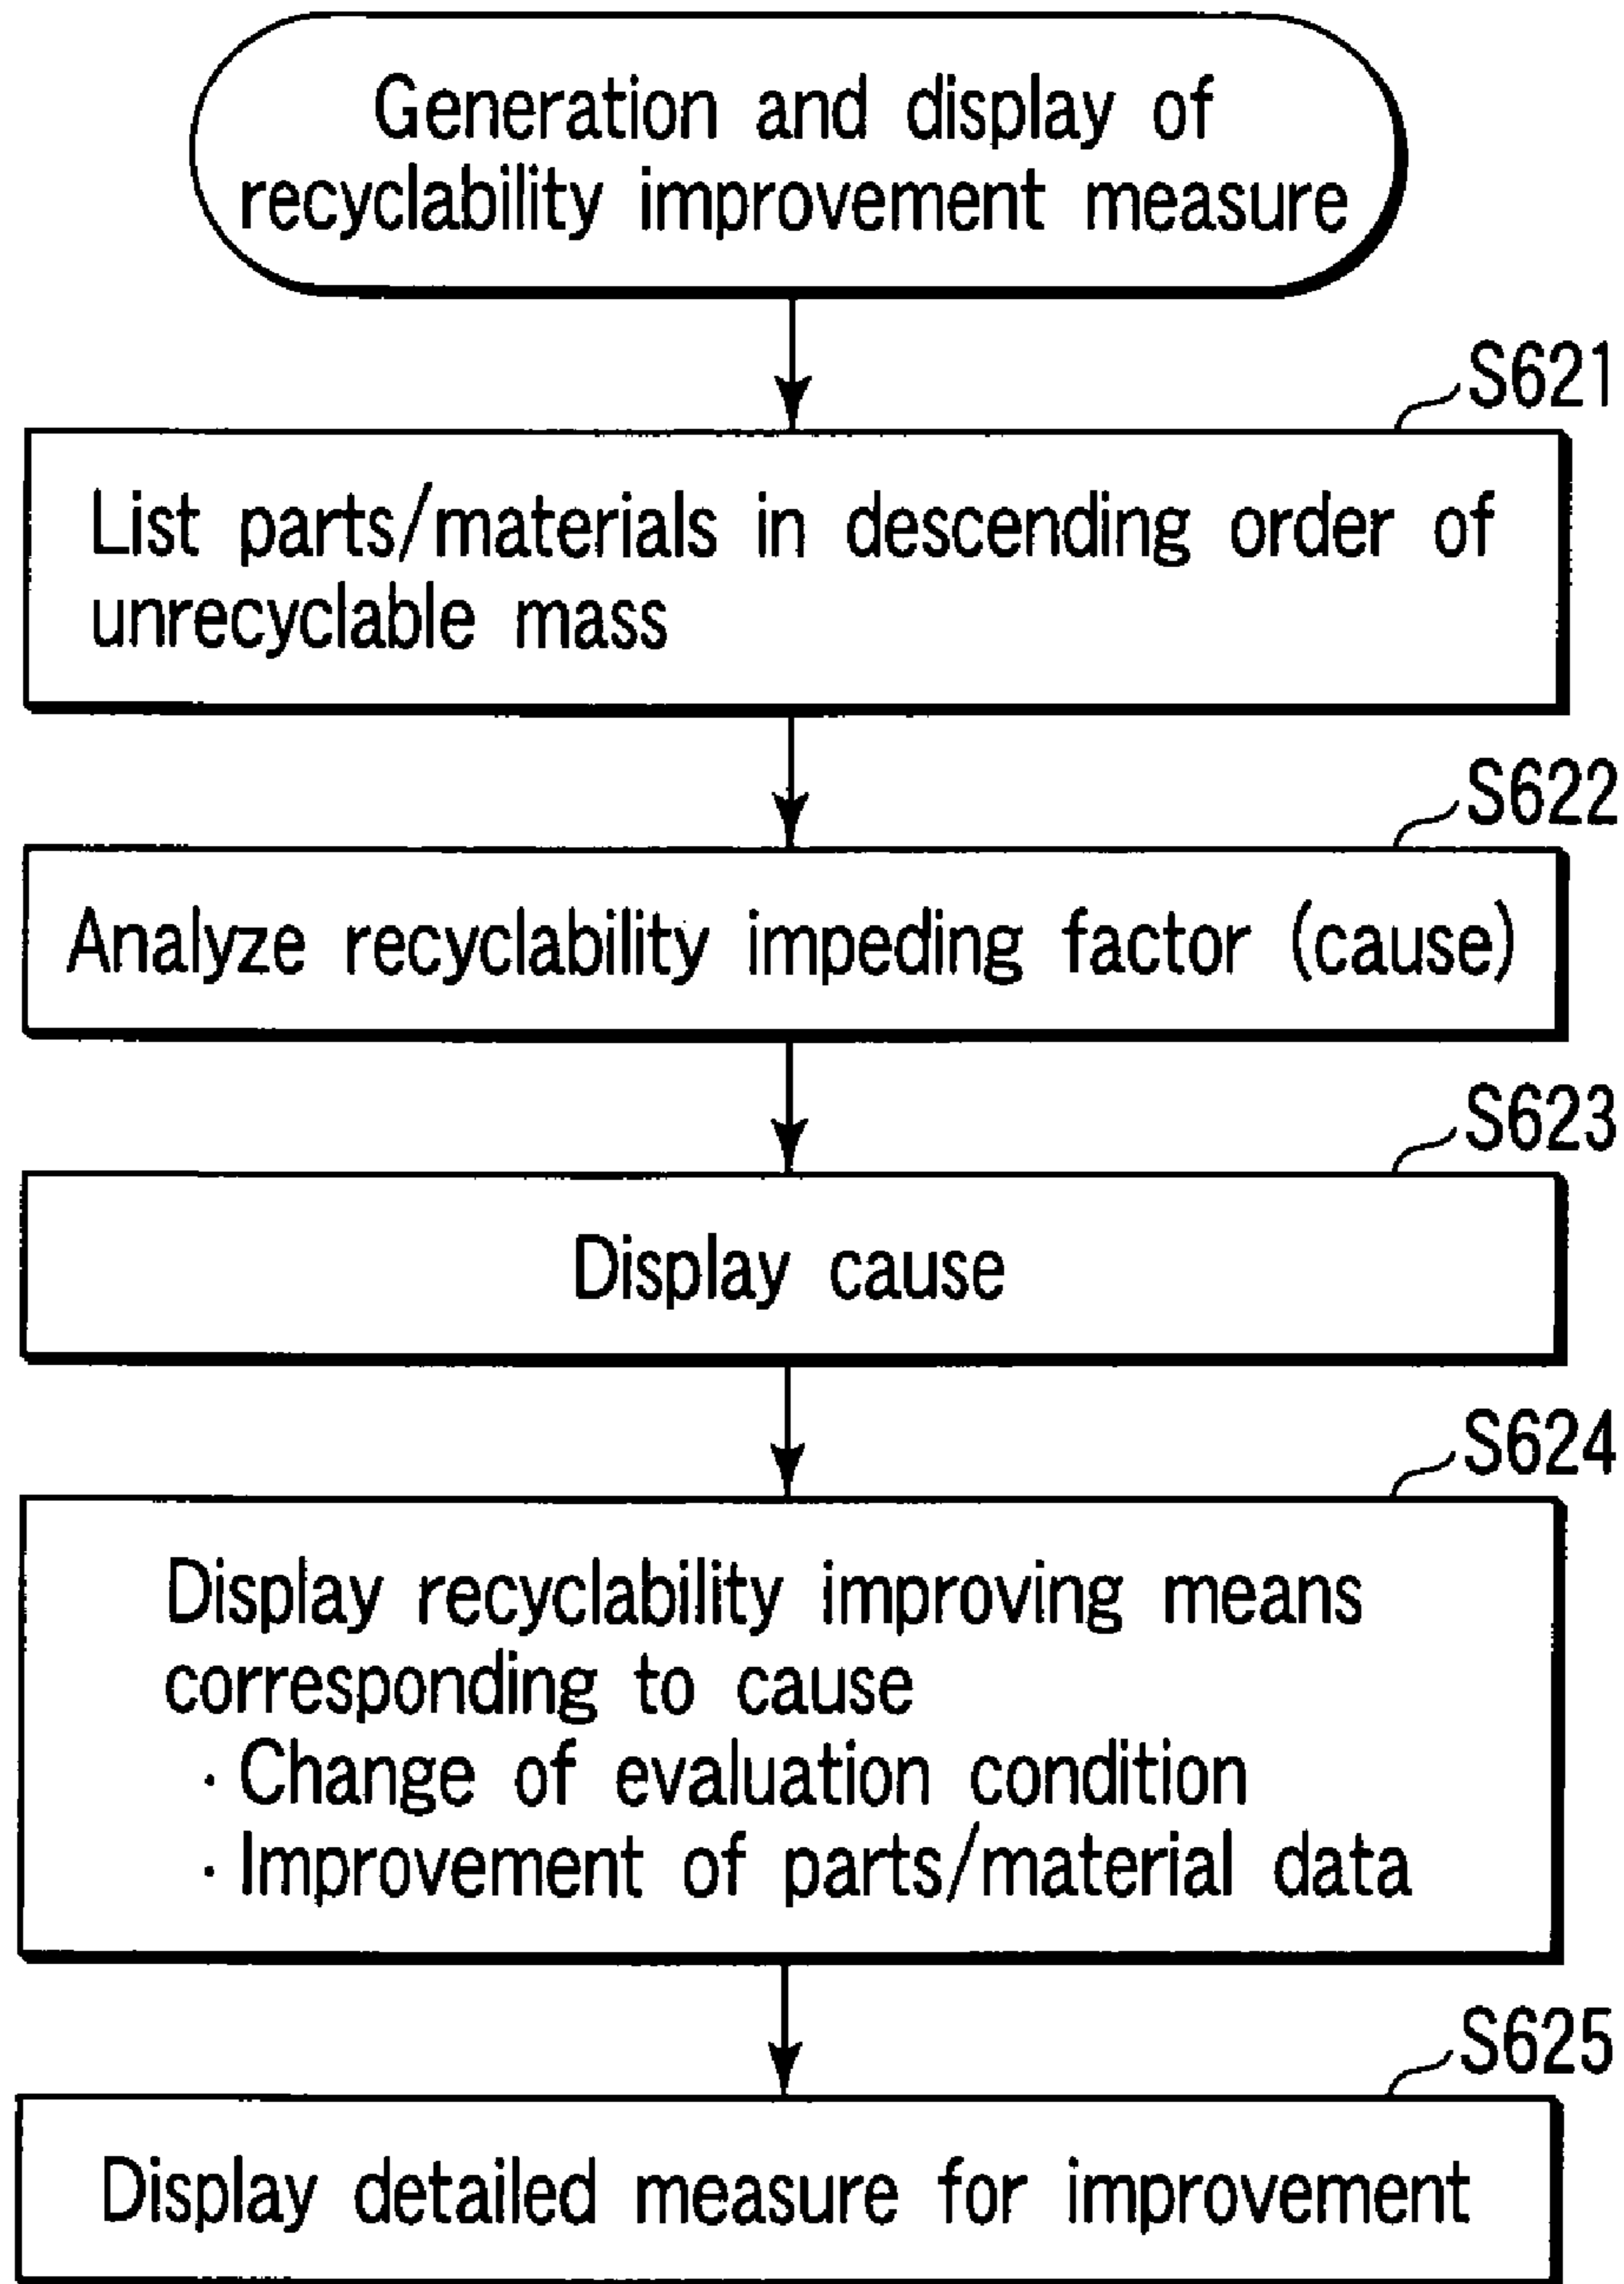 Generation and display of
recyclability improvement measure
S621
List parts/materials in descending order of
unrecyclable mass
S622
Analyze recyclability impeding factor (cause)
S623
Display cause
S624
Display recyclability improving means
corresponding to cause
· Change of evaluation condition
· Improvement of parts/material data
S625
Display detailed measure for improvement